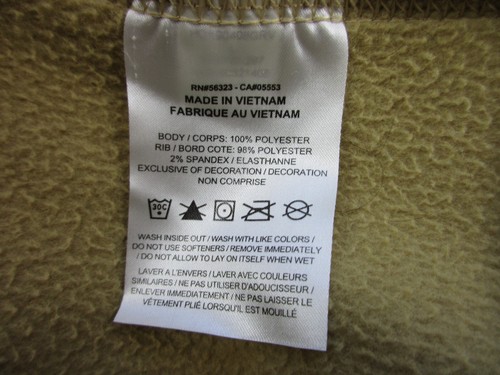 RN#56323 - CA#05553
MADE IN VIETNAM
FABRIQUE AU VIETNAM
BODY / CORPS: 100% POLYESTER
RIB / BORD COTE: 98% POLYESTER
2% SPANDEX / ELASTHANNE
EXCLUSIVE OF DECORATION / DECORATION
NON COMPRISE
30C
WASH INSIDE OUT / WASH WITH LIKE COLORS /
DO NOT USE SOFTENERS / REMOVE IMMEDIATELY
/ DO NOT ALLOW TO LAY ON ITSELF WHEN WET
LAVER A L'ENVERS / LAVER AVEC COULEURS
SIMILAIRES / NE PAS UTILISER D'ADOUCISSEUR /
ENLEVER IMMEDIATEMENT / NE PAS LAISSER LE
VÊTEMENT PLIÉ LORSQU'IL EST MOUILLÉ